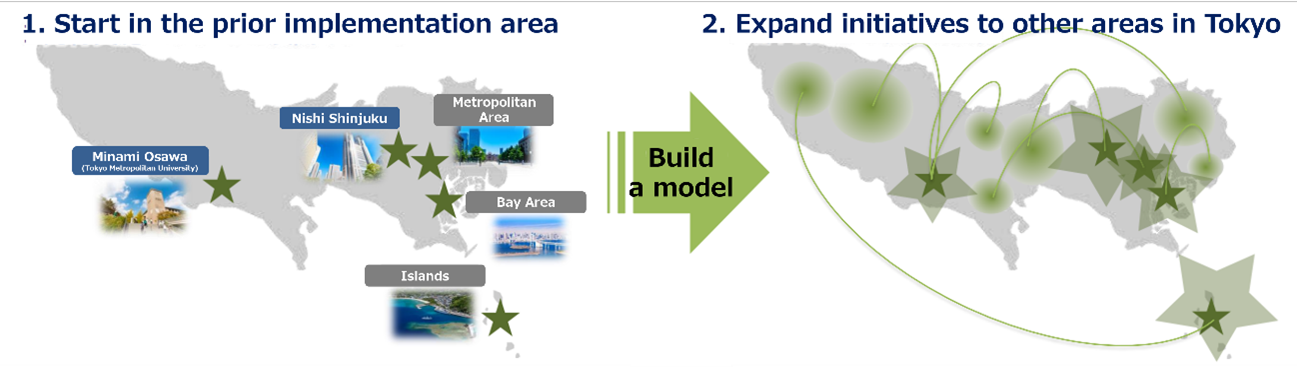 1. Start in the prior implementation area
2. Expand initiatives to other areas in Tokyo
Metropolitan
Area
Nishi Shinjuku
Minami Osawa
(Tokyo Metropolitan University)
Bay Area
Islands
Build
a model